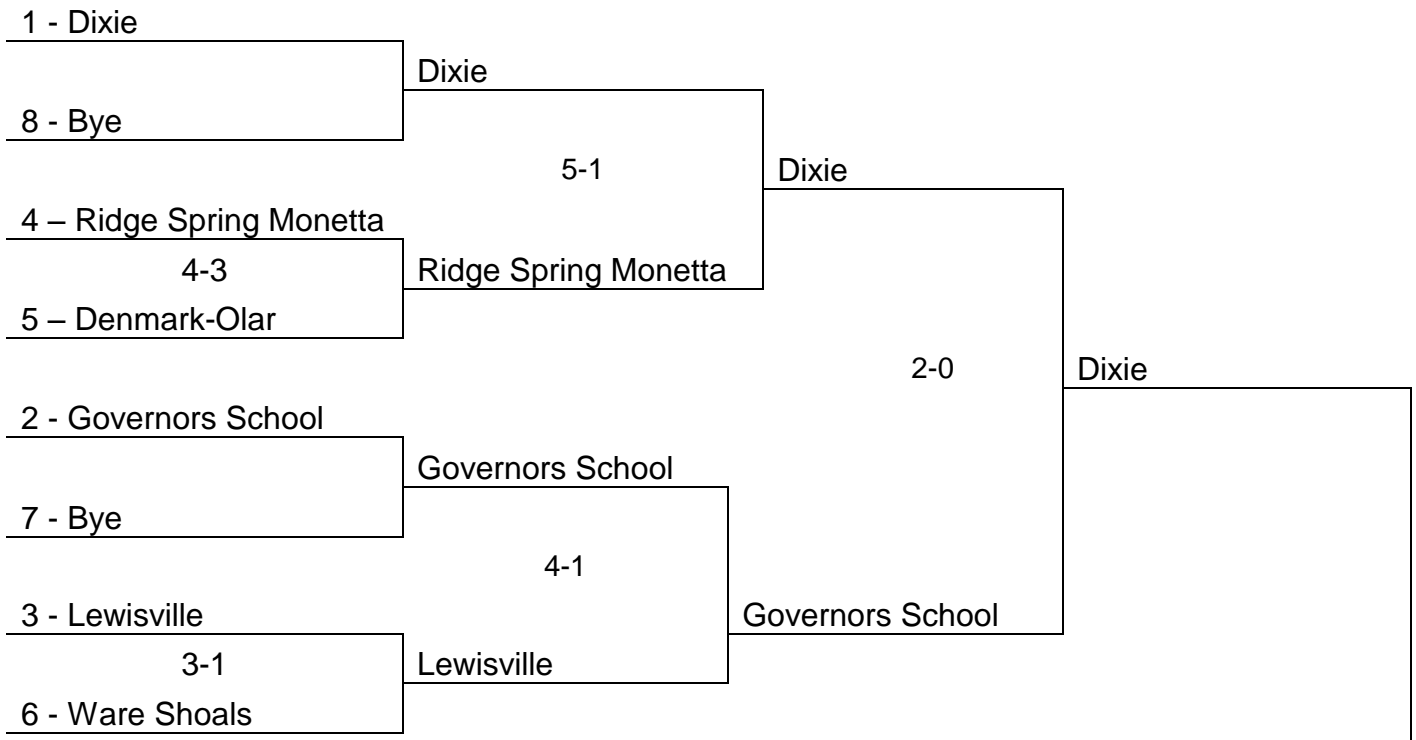 1 - Dixie
Dixie
8 - Bye
5-1
Dixie
4 – Ridge Spring Monetta
4-3
Ridge Spring Monetta
5 – Denmark-Olar
2-0
Dixie
2 - Governors School
Governors School
7 - Bye
4-1
3 - Lewisville
Governors School
3-1
Lewisville
6 - Ware Shoals